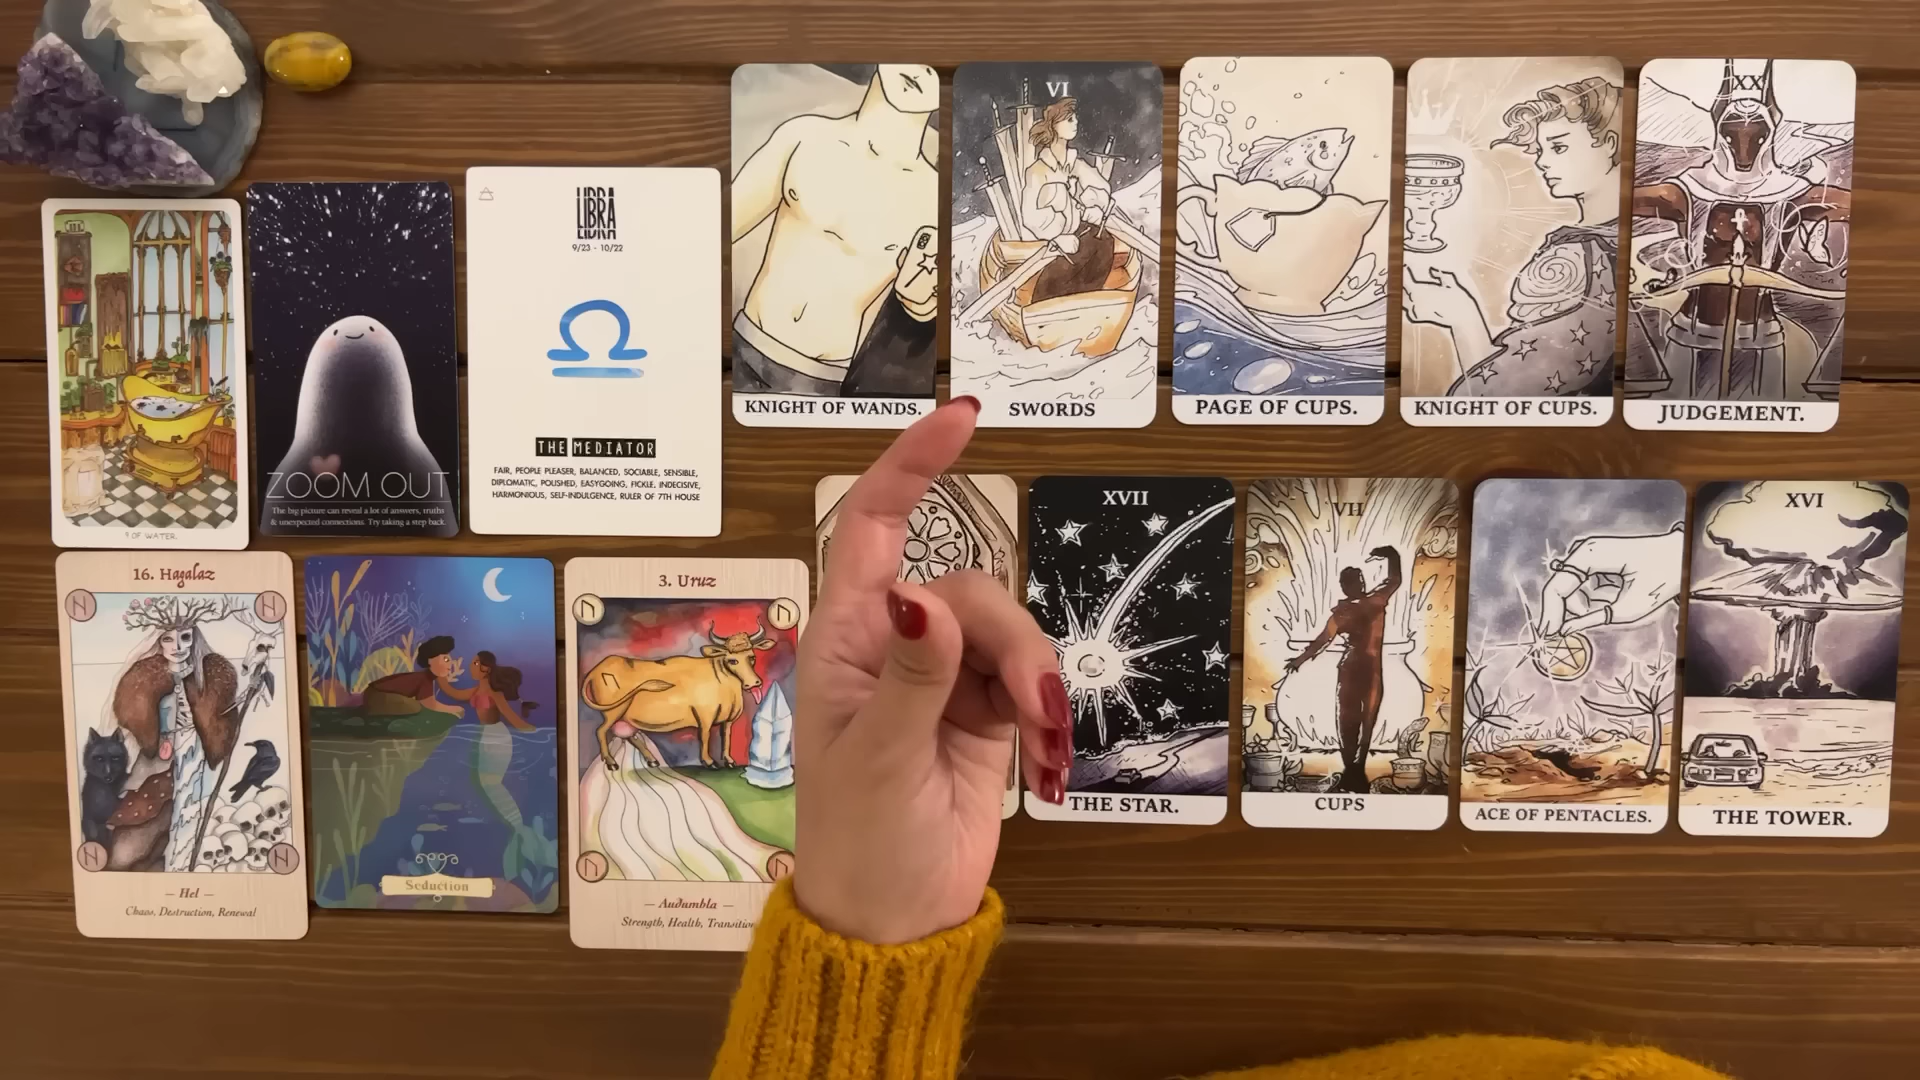 LIBRA
9/23 - 10/22
THE MEDIATOR
FAIR, PEOPLE PLEASER, BALANCED, SOCIABLE, SENSIBLE,
DIPLOMATIC, POLISHED, EASYGOING, FICKLE, INDECISIVE,
HARMONIOUS, SELF-INDULGENCE, RULER OF 7TH HOUSE
ZOOM OUT
The big picture can reveal a lot of answers, truths
& unexpected connections. Try taking a step back.
OF WATER.
KNIGHT OF WANDS.
VI
SWORDS
PAGE OF CUPS.
KNIGHT OF CUPS.
XX
JUDGEMENT.
16. Hagalaz
— Hel —
Chaos, Destruction, Renewal
Seduction
3. Uruz
— Audumbla —
Strength, Health, Transition
XVII
THE STAR.
VII
CUPS
ACE OF PENTACLES.
XVI
THE TOWER.